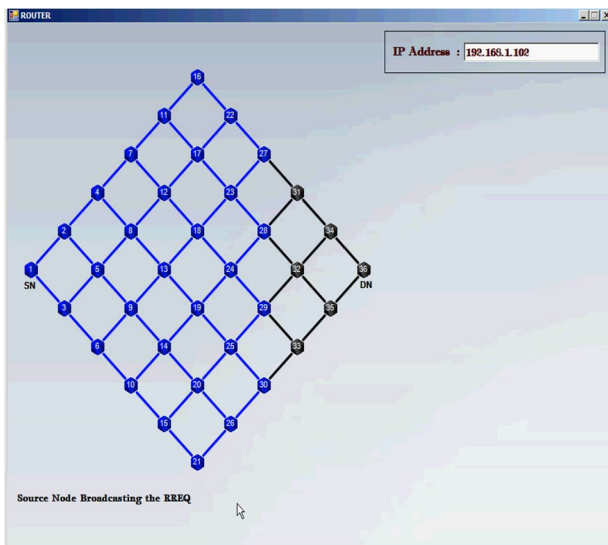 ROUTER
IP Address : 192.168.1.102
16
11 22
7 17 27
4 12 23 31
2 8 18 28 34
1 5 13 24 32 36
SN DN
3 9 19 29 35
6 14 25 33
10 20 30
15 26
21
Source Node Broadcasting the RREQ